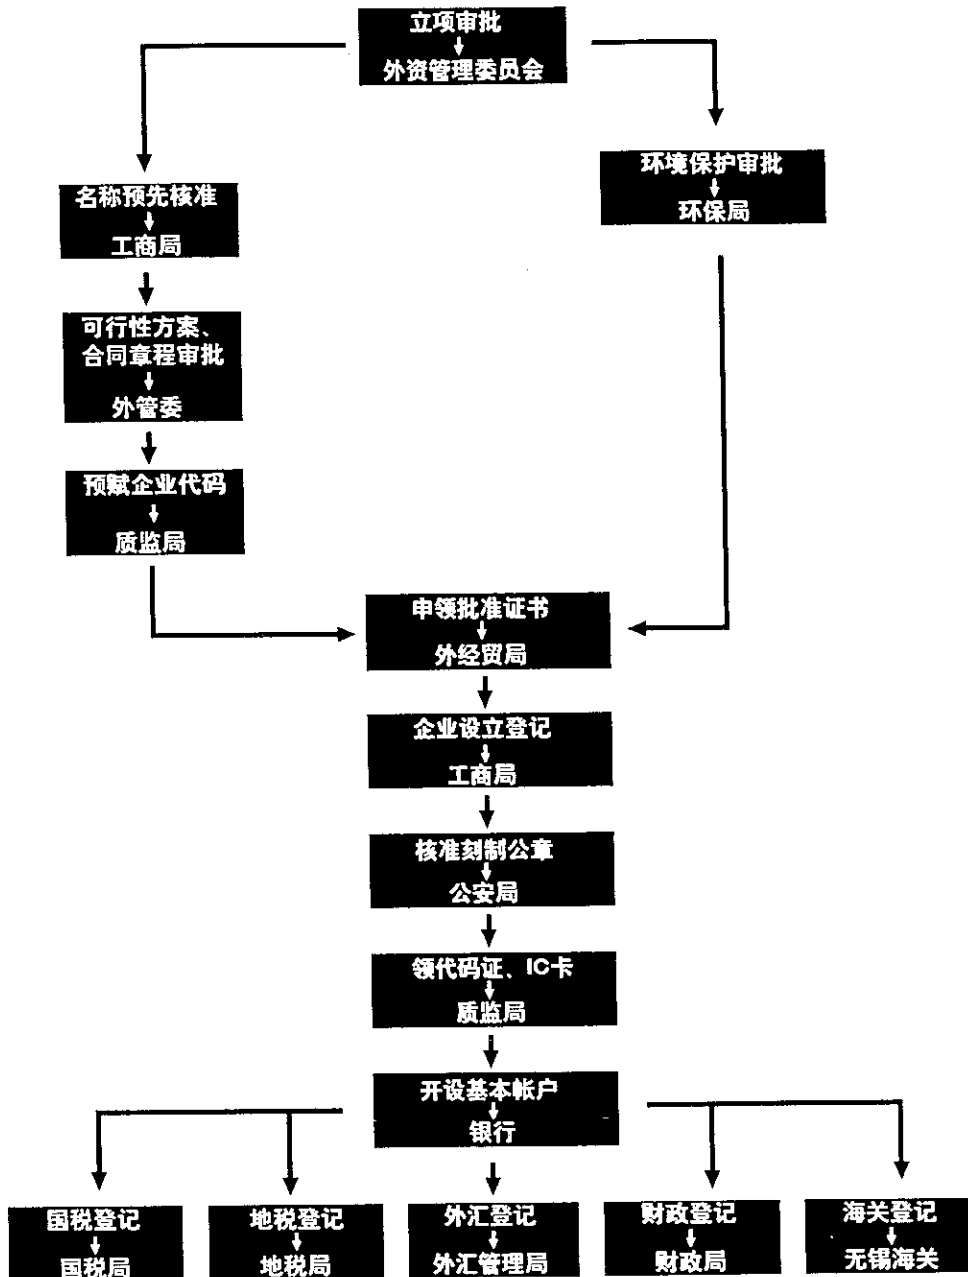 立项审批
外资管理委员会
名称预先核准
工商局
环境保护审批
环保局
可行性方案、
合同章程审批
外管委
预赋企业代码
质监局
申领批准证书
外经贸局
企业设立登记
工商局
核准刻制公章
公安局
领代码证、IC卡
质监局
开设基本帐户
银行
国税登记
国税局
地税登记
地税局
外汇登记
外汇管理局
财政登记
财政局
海关登记
无锡海关